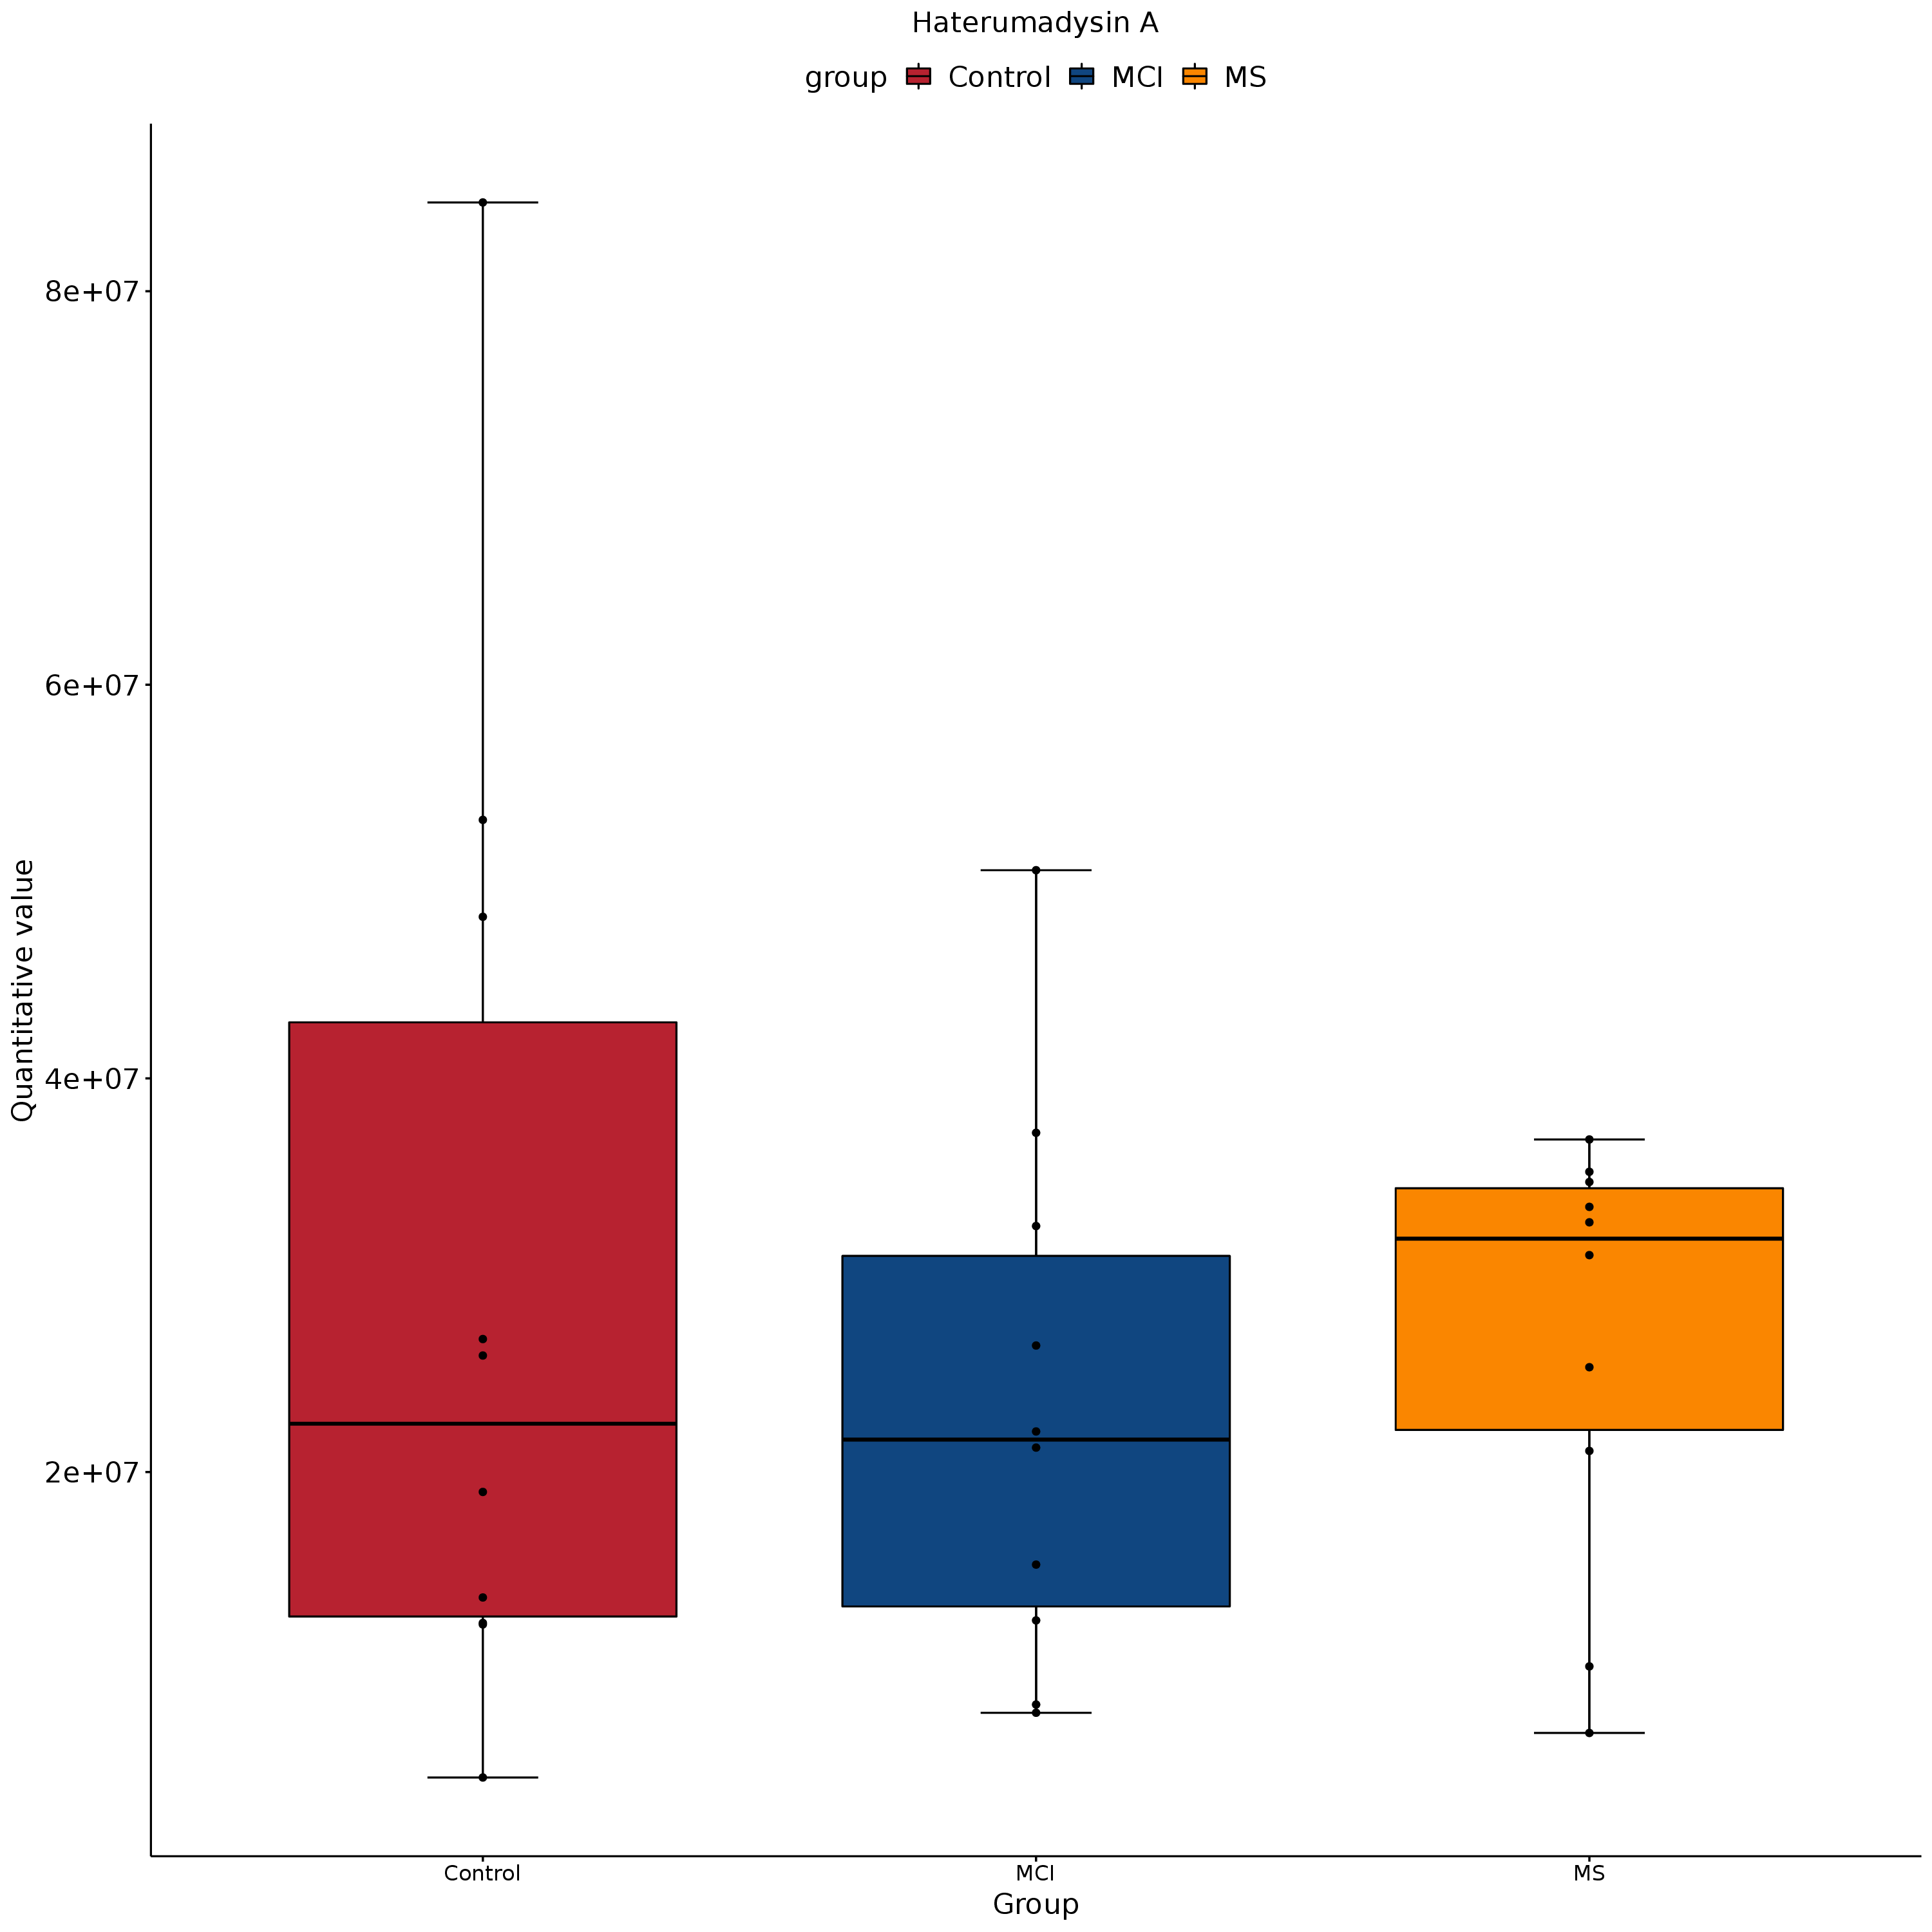 Haterumadysin A
group Control MCI MS
8e+07
6e+07
4e+07
2e+07
Quantitative value
Control MCI MS
Group